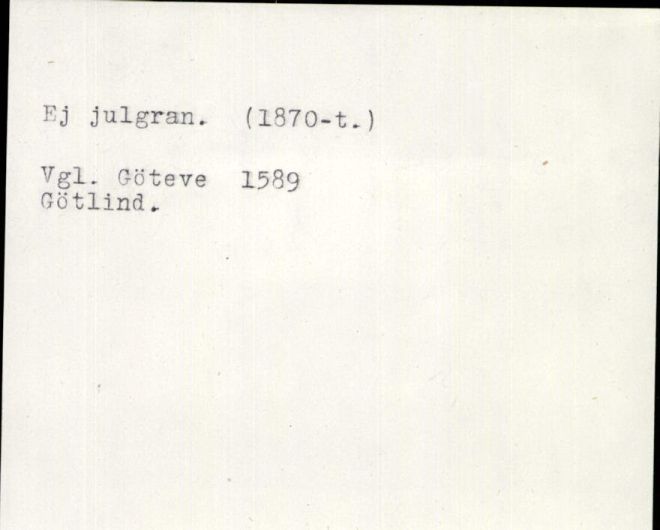 Ej julgran. (1870-t.)
Vgl. Göteve 1589
Götlind.